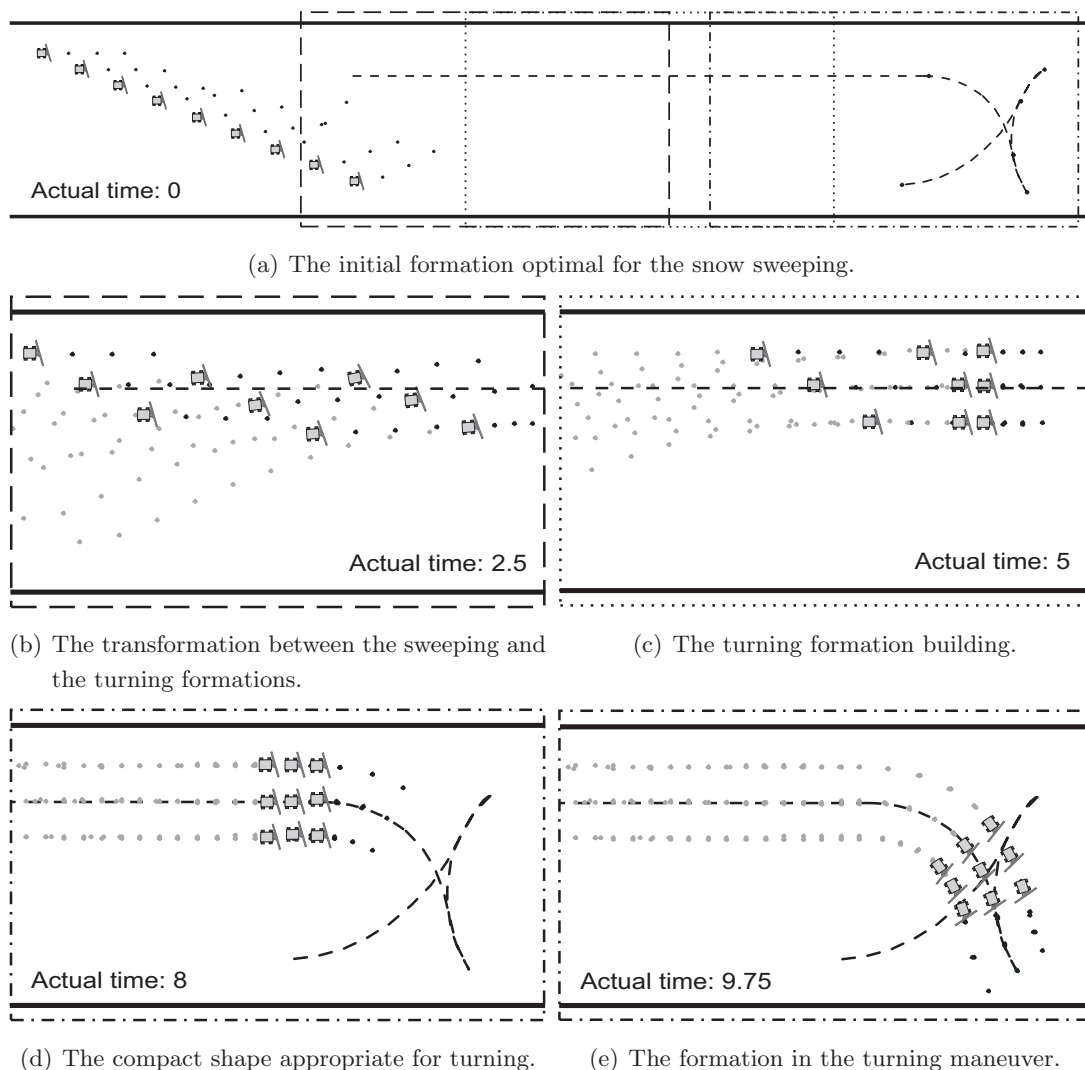 Actual time: 0
(a) The initial formation optimal for the snow sweeping.
Actual time: 2.5
Actual time: 5
(b) The transformation between the sweeping and
the turning formations.
(c) The turning formation building.
Actual time: 8
Actual time: 9.75
(d) The compact shape appropriate for turning.
(e) The formation in the turning maneuver.